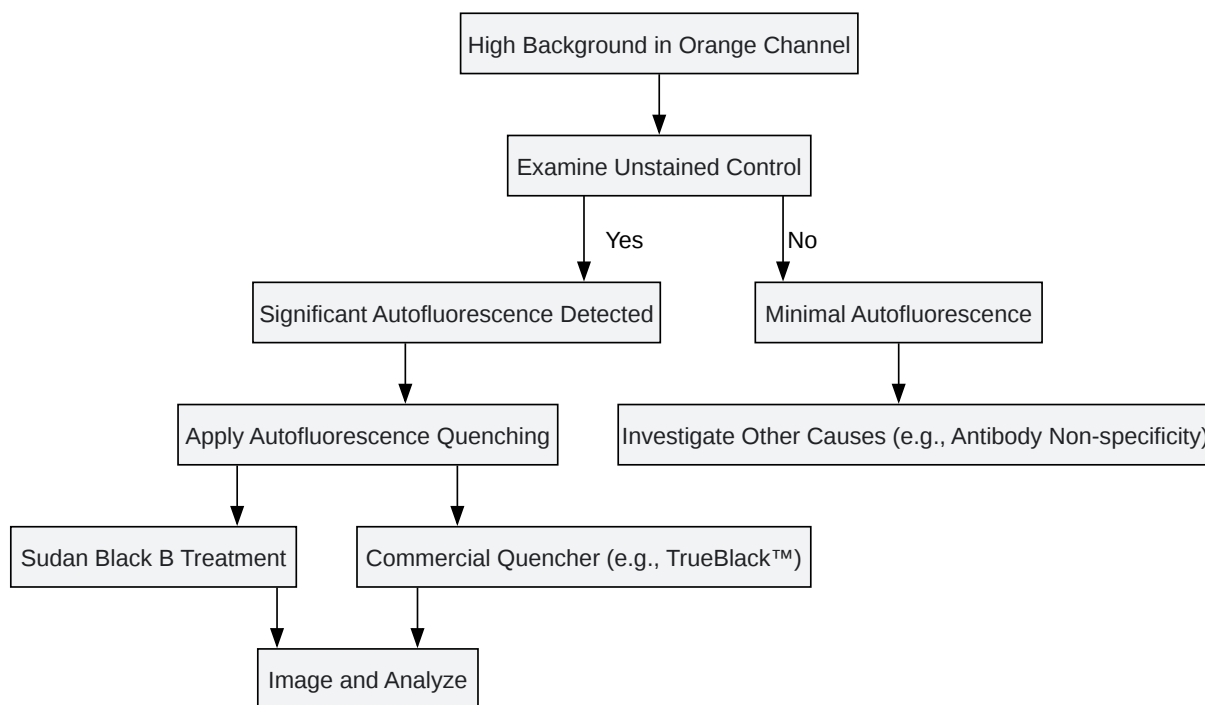 High Background in Orange Channel
Examine Unstained Control
Yes
No
Significant Autofluorescence Detected
Minimal Autofluorescence
Apply Autofluorescence Quenching
Investigate Other Causes (e.g., Antibody Non-specificity)
Sudan Black B Treatment
Commercial Quencher (e.g., TrueBlack™)
Image and Analyze